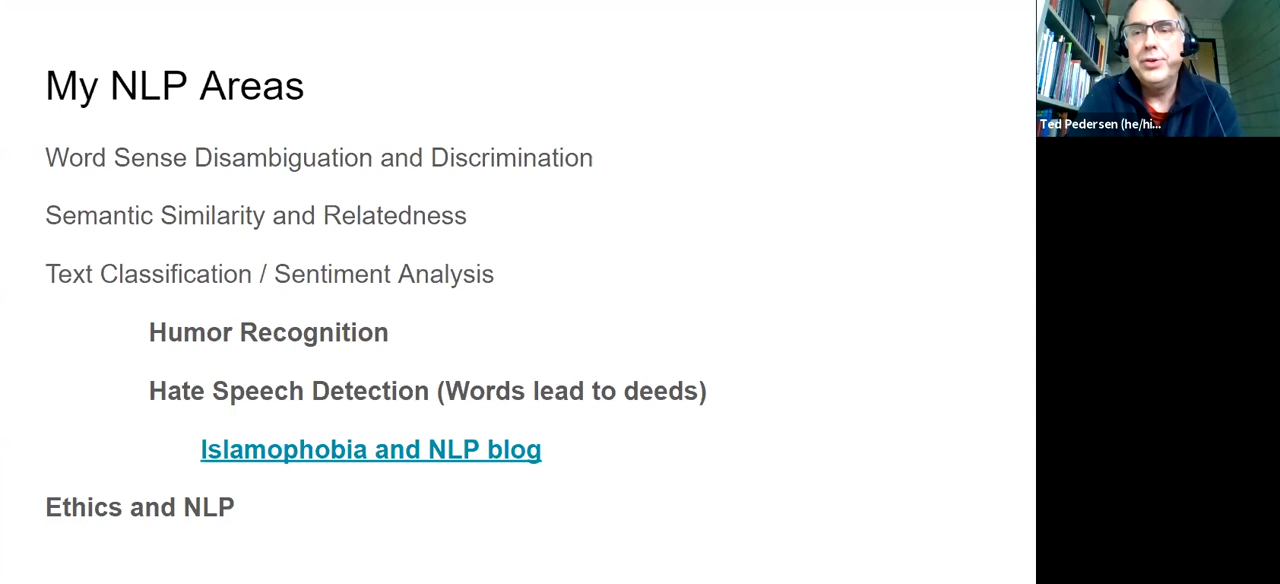 My NLP Areas
Word Sense Disambiguation and Discrimination
Semantic Similarity and Relatedness
Text Classification / Sentiment Analysis
Humor Recognition
Hate Speech Detection (Words lead to deeds)
Islamophobia and NLP blog
Ethics and NLP
Ted Pedersen (he/hi...